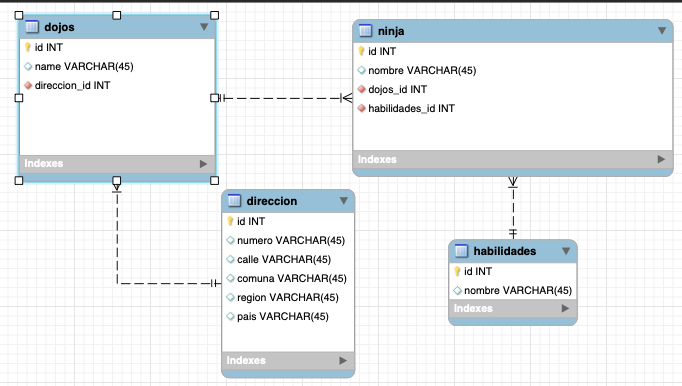 dojos
id INT
name VARCHAR(45)
direccion_id INT
Indexes
ninja
id INT
nombre VARCHAR(45)
dojos_id INT
habilidades_id INT
Indexes
direccion
id INT
numero VARCHAR(45)
calle VARCHAR(45)
comuna VARCHAR(45)
region VARCHAR(45)
pais VARCHAR(45)
Indexes
habilidades
id INT
nombre VARCHAR(45)
Indexes